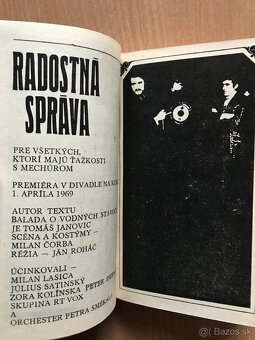 RADOSTNÁ
SPRÁVA
PRE VŠETKÝCH,
KTORÍ MAJÚ ŤAŽKOSTI
S MECHÚROM
PREMIÉRA V DIVADLE NA
1. APRÍLA 1969
AUTOR TEXTU
BALADA O VODNÝCH STAVOCH
JE TOMÁŠ JANOVIC
SCÉNA A KOSTÝMY –
MILAN ČORBA
RÉŽIA – JÁN ROHÁČ
ÚČINKOVALI –
MILAN LASICA
JÚLIUS SATINSKÝ
ZORA KOLÍNSKA PETER
SKUPINA RT VOX
A
ORCHESTER PETRA SMÉKALA
© bazos.sk